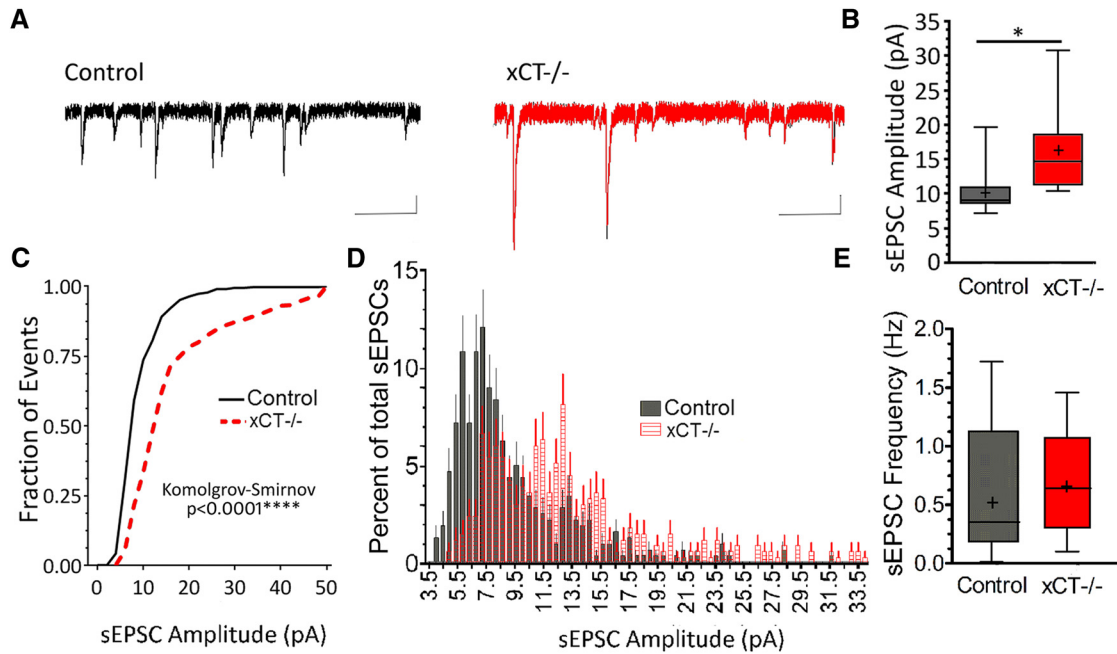 A
Control
xCT-/-
B
sEPSC Amplitude (pA)
35
30
25
20
15
10
5
0
*
Control
xCT-/-
C
Fraction of Events
1.00
0.75
0.50
0.25
0.00
Control
xCT-/-
Komolgrov-Smirnov
p<0.0001****
0
10
20
30
40
50
sEPSC Amplitude (pA)
D
Percent of total sEPSCs
15
10
5
0
Control
xCT-/-
3.5
5.5
7.5
9.5
11.5
13.5
15.5
17.5
19.5
21.5
23.5
25.5
27.5
29.5
31.5
33.5
sEPSC Amplitude (pA)
E
sEPSC Frequency (Hz)
2.0
1.5
1.0
0.5
0.0
Control
xCT-/-